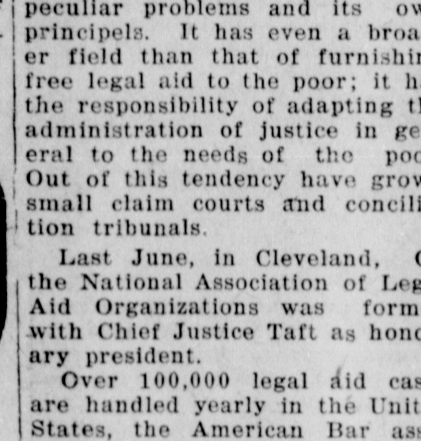 peculiar problems and its ow
principels. It has even a broa
er field than that of furnishin
free legal aid to the poor; it h
the responsibility of adapting t
administration of justice in ge
eral to the needs of the poo
Out of this tendency have grow
small claim courts and concili
tion tribunals.
Last June, in Cleveland, O
the National Association of Leg
Aid Organizations was form
with Chief Justice Taft as hono
ary president.
Over 100,000 legal aid cas
are handled yearly in the Unit
States, the American Bar ass